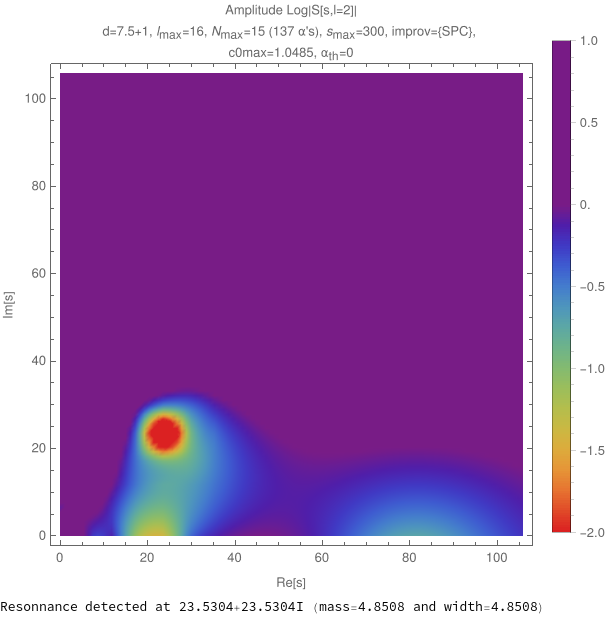 Amplitude Log|S[s,l=2]|
d=7.5+1, lmax=16, Nmax=15 (137 α's), smax=300, improv={SPC},
c0max=1.0485, αth=0
1.0
0.5
0.
−0.5
−1.0
−1.5
−2.0
100
80
60
40
20
0
Im[s]
0 20 40 60 80 100
Re[s]
Resonnance detected at 23.5304+23.5304I (mass=4.8508 and width=4.8508)